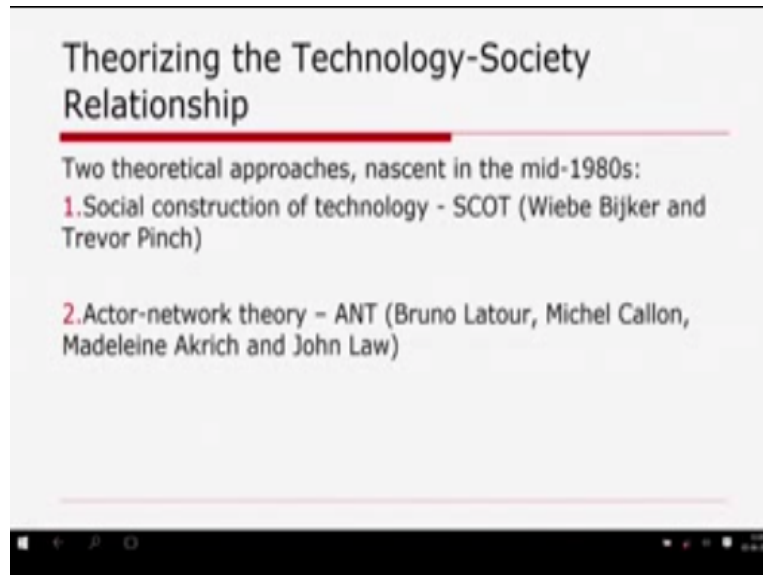 Theorizing the Technology-Society
Relationship
Two theoretical approaches, nascent in the mid-1980s:
1.Social construction of technology - SCOT (Wiebe Bijker and
Trevor Pinch)
2.Actor-network theory – ANT (Bruno Latour, Michel Callon,
Madeleine Akrich and John Law)